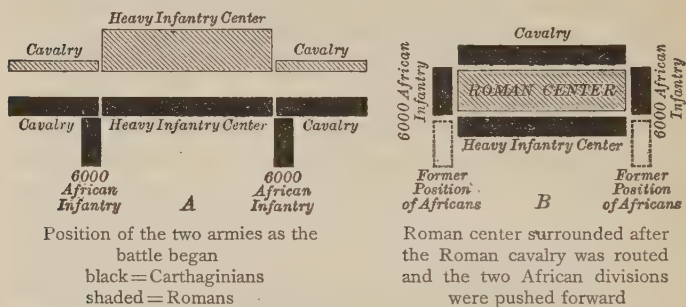 Heavy Infantry Center
Cavalry
Cavalry
Cavalry
Heavy Infantry Center
Cavalry
6000
African
Infantry
A
6000
African
Infantry
Position of the two armies as the
battle began
black=Carthaginians
shaded=Romans
Cavalry
6000 African
Infantry
ROMAN CENTER
6000 African
Infantry
Heavy Infantry Center
Former
Position
of Africans
B
Former
Position
of Africans
Roman center surrounded after
the Roman cavalry was routed
and the two African divisions
were pushed forward